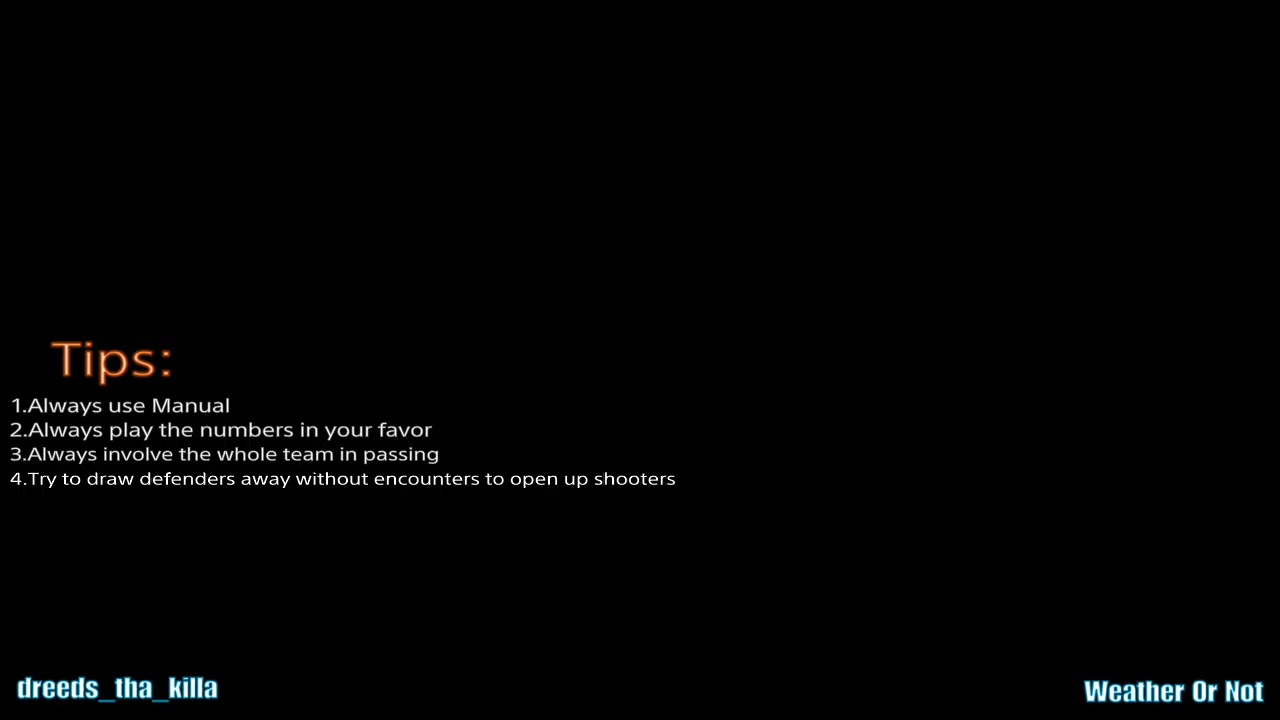 Tips:
1.Always use Manual
2.Always play the numbers in your favor
3.Always involve the whole team in passing
4.Try to draw defenders away without encounters to open up shooters
dreeds_tha_killa
Weather Or Not